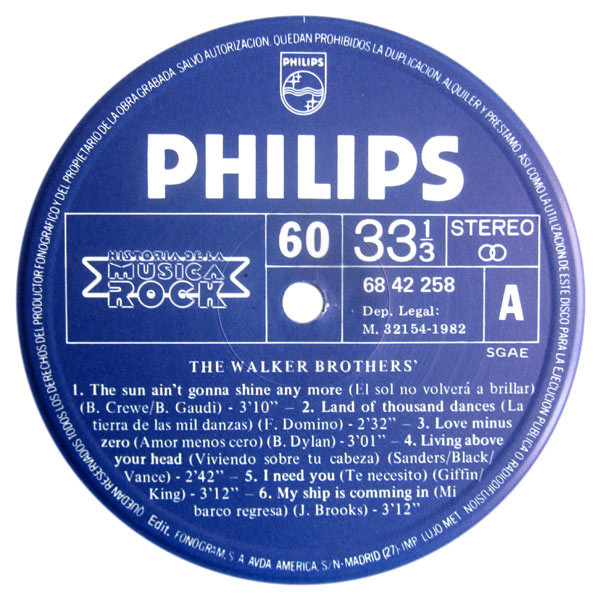 QUEDAN RESERVADOS TODOS LOS DERECHOS DEL PRODUCTOR FONOGRAFICO Y DEL PROPIETARIO DE LA OBRA GRABADA. SALVO AUTORIZACION, QUEDAN PROHIBIDOS LA DUPLICACION, ALQUILER Y PRESTAMO, ASI COMO LA UTILIZACION DE ESTE DISCO PARA LA EJECUCION PUBLICA O RADIODIFUSION
PHILIPS
PHILIPS
HISTORIA DE LA
MUSICA
ROCK
60
33 1/3
STEREO
68 42 258
Dep. Legal:
M. 32154-1982
A
SGAE
THE WALKER BROTHERS'
1. The sun ain't gonna shine any more (El sol no volverá a brillar)
(B. Crewe/B. Gaudi) - 3'10" – 2. Land of thousand dances (La
tierra de las mil danzas) (F. Domino) - 2'32" – 3. Love minus
zero (Amor menos cero) (B. Dylan) - 3'01" – 4. Living above
your head (Viviendo sobre tu cabeza) (Sanders/Black/
Vance) - 2'42" – 5. I need you (Te necesito) (Giffin/
King) - 3'12" – 6. My ship is comming in (Mi
barco regresa) (J. Brooks) - 3'12"
Edit. FONOGRAM, S. A. AVDA. AMERICA, S/N-MADRID (27)-IMP. LUJO MET.